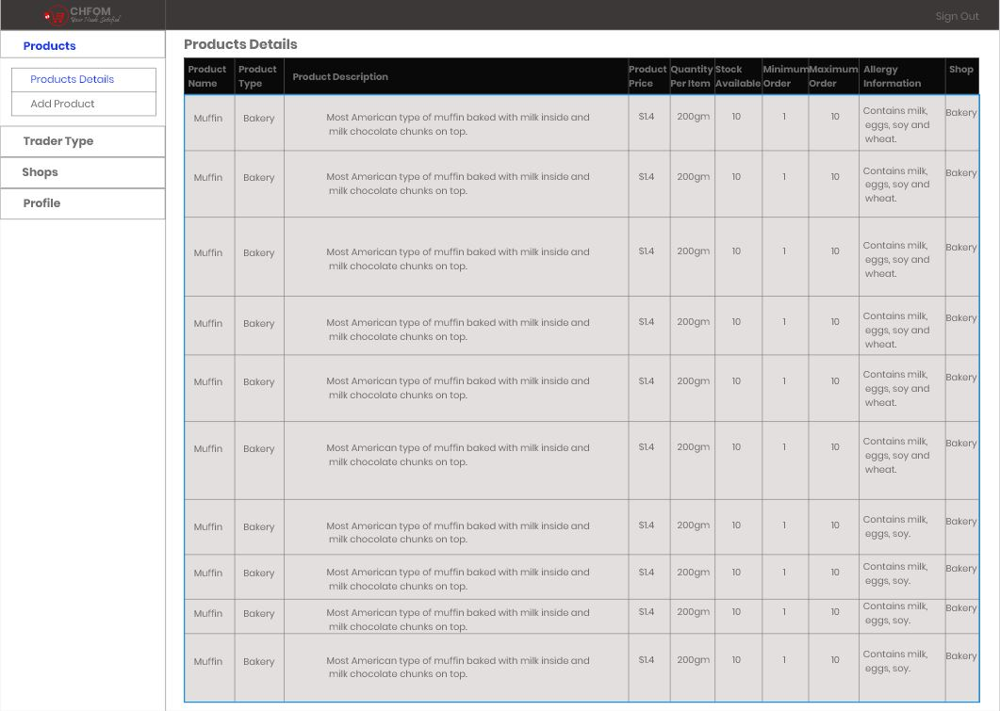 CHFOM
Your Needs Satisfied
Sign Out
Products
Products Details
Add Product
Trader Type
Shops
Profile
Products Details
Product Name Product Type Product Description Product Price Quantity Per Item Stock Available Minimum Order Maximum Order Allergy Information Shop
Muffin Bakery Most American type of muffin baked with milk inside and $1.4 200gm 10 1 10 Contains milk, Bakery
milk chocolate chunks on top. eggs, soy and
wheat.
Muffin Bakery Most American type of muffin baked with milk inside and $1.4 200gm 10 1 10 Contains milk, Bakery
milk chocolate chunks on top. eggs, soy and
wheat.
Muffin Bakery Most American type of muffin baked with milk inside and $1.4 200gm 10 1 10 Contains milk, Bakery
milk chocolate chunks on top. eggs, soy and
wheat.
Muffin Bakery Most American type of muffin baked with milk inside and $1.4 200gm 10 1 10 Contains milk, Bakery
milk chocolate chunks on top. eggs, soy and
wheat.
Muffin Bakery Most American type of muffin baked with milk inside and $1.4 200gm 10 1 10 Contains milk, Bakery
milk chocolate chunks on top. eggs, soy and
wheat.
Muffin Bakery Most American type of muffin baked with milk inside and $1.4 200gm 10 1 10 Contains milk, Bakery
milk chocolate chunks on top. eggs, soy and
wheat.
Muffin Bakery Most American type of muffin baked with milk inside and $1.4 200gm 10 1 10 Contains milk, Bakery
milk chocolate chunks on top. eggs, soy.
Muffin Bakery Most American type of muffin baked with milk inside and $1.4 200gm 10 1 10 Contains milk, Bakery
milk chocolate chunks on top. eggs, soy.
Muffin Bakery Most American type of muffin baked with milk inside and $1.4 200gm 10 1 10 Contains milk, Bakery
milk chocolate chunks on top. eggs, soy.
Muffin Bakery Most American type of muffin baked with milk inside and $1.4 200gm 10 1 10 Contains milk, Bakery
milk chocolate chunks on top. eggs, soy.